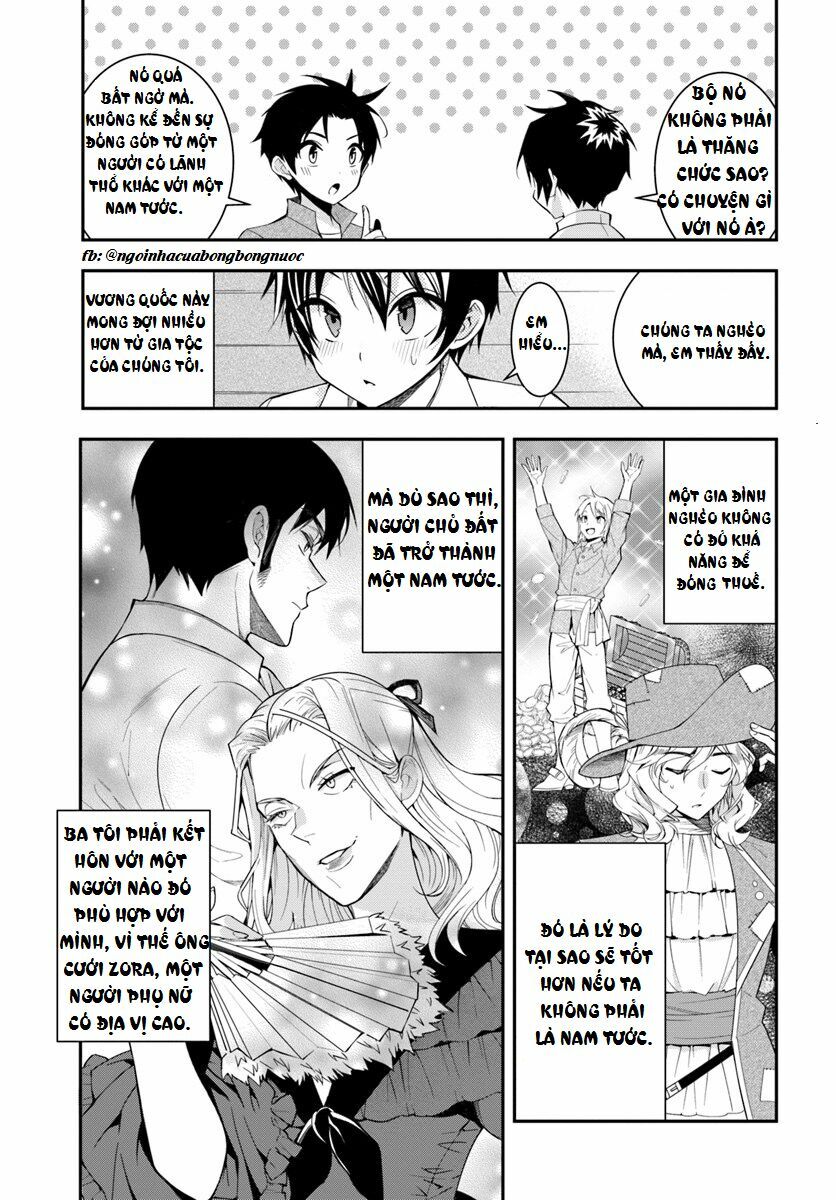 BỘ NÓ
KHÔNG PHẢI
LÀ THĂNG
CHỨC SAO?
CÓ CHUYỆN GÌ
VỚI NÓ À?
NÓ QUÁ
BẤT NGỜ MÀ.
KHÔNG KỂ ĐẾN SỰ
ĐÓNG GÓP TỪ MỘT
NGƯỜI CÓ LÃNH
THỔ KHÁC VỚI MỘT
NAM TƯỚC.
fb: @ngoinhacuabongbongnuoc
CHÚNG TA NGHÈO
MÀ, EM THẤY ĐẤY.
EM
HIỂU...
VƯƠNG QUỐC NÀY
MONG ĐỢI NHIỀU
HƠN TỪ GIA TỘC
CỦA CHÚNG TÔI.
MỘT GIA ĐÌNH
NGHÈO KHÔNG
CÓ ĐỦ KHẢ
NĂNG ĐỂ
ĐÓNG THUẾ.
ĐÓ LÀ LÝ DO
TẠI SAO SẼ TỐT
HƠN NẾU TA
KHÔNG PHẢI
LÀ NAM TƯỚC.
MÀ DÙ SAO THÌ,
NGƯỜI CHỦ ĐẤT
ĐÃ TRỞ THÀNH
MỘT NAM TƯỚC.
BA TÔI PHẢI KẾT
HÔN VỚI MỘT
NGƯỜI NÀO ĐÓ
PHÙ HỢP VỚI
MÌNH, VÌ THẾ ÔNG
CƯỚI ZORA, MỘT
NGƯỜI PHỤ NỮ
CÓ ĐỊA VỊ CAO.